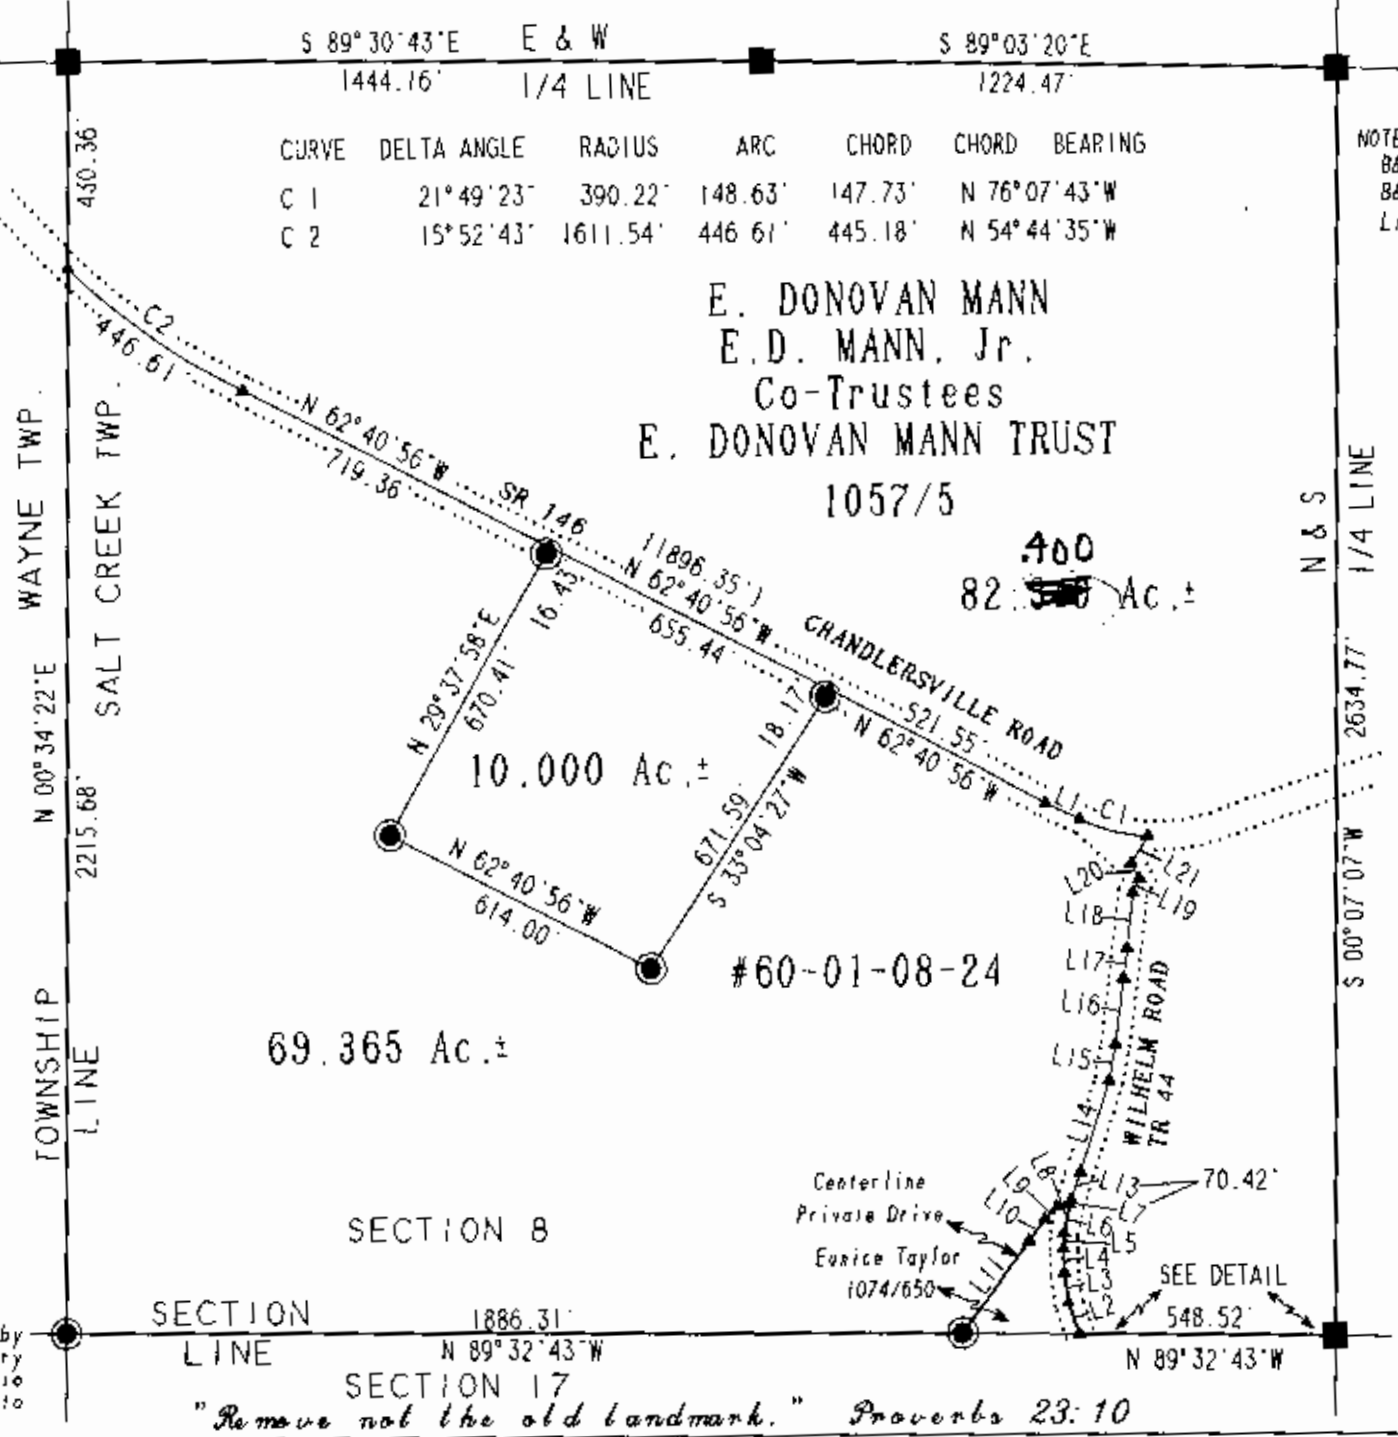 S 89°30'43"E E & W S 89°03'20"E
1444.16' 1/4 LINE 1224.47'
430.36'
CURVE DELTA ANGLE RADIUS ARC CHORD CHORD BEARING
C 1 21°49'23" 390.22' 148.63' 147.73' N 76°07'43"W
C 2 15°52'43" 1611.54' 446.61' 445.18' N 54°44'35"W
NOTE
E. DONOVAN MANN
E.D. MANN, Jr.
Co-Trustees
E. DONOVAN MANN TRUST
1057/5
.400
82. Ac.±
C2
446.61
N 62°40'56"W
719.36
SR 146
(1896.35')
N 62°40'56"W
655.44
CHANDLERSVILLE ROAD
521.55'
N 62°40'56"W
L1 C1
WAYNE TWP.
SALT CREEK TWP.
N 00°34'22"E
2215.68'
TOWNSHIP
LINE
N & S
1/4 LINE
2634.77'
S 00°07'07"W
16.43
N 29°37'58"E
670.41'
10.000 Ac.±
18.17
671.59'
S 33°04'27"W
N 62°40'56"W
614.00'
#60-01-08-24
69.365 Ac.±
L21
L20
L19
L18
L17
L16
L15
L14
WILHELM ROAD
TR 44
L13
70.42'
L8
L9
L7
L10
L6
L5
L4
L11
L3
L2
Centerline
Private Drive
Eunice Taylor
1074/650
SECTION 8
SEE DETAIL
SECTION 1886.31' 548.52'
LINE N 89°32'43"W N 89°32'43"W
SECTION 17
by
"Remove not the old landmark." Proverbs 23:10